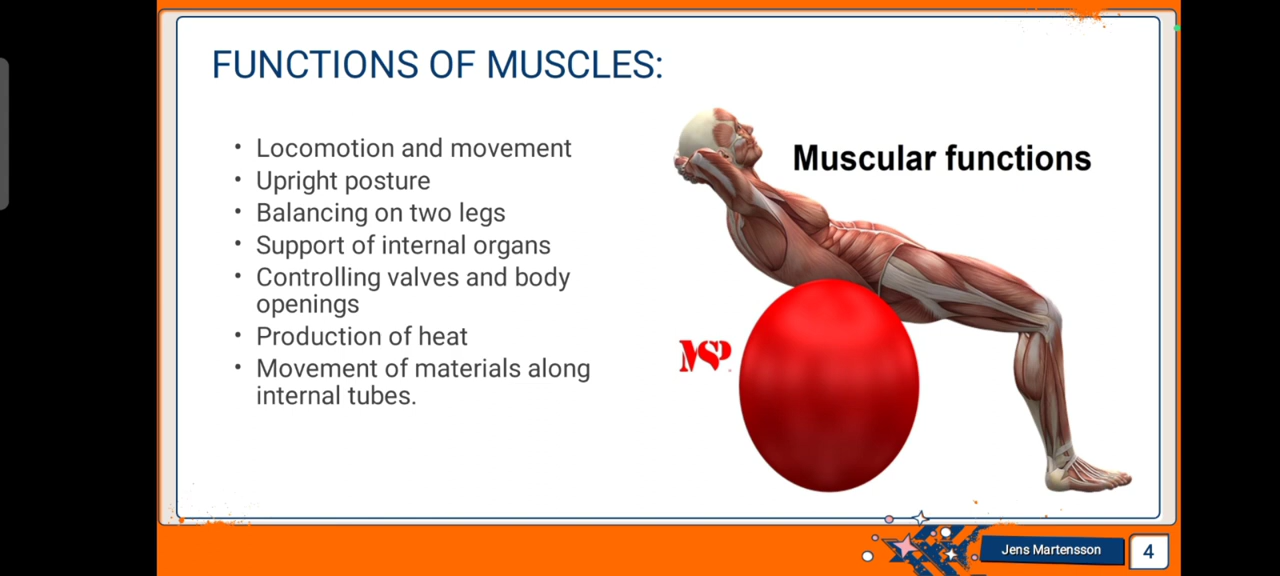 FUNCTIONS OF MUSCLES:
• Locomotion and movement
• Upright posture
• Balancing on two legs
• Support of internal organs
• Controlling valves and body
openings
• Production of heat
• Movement of materials along
internal tubes.
Muscular functions
MSP
Jens Martensson
4